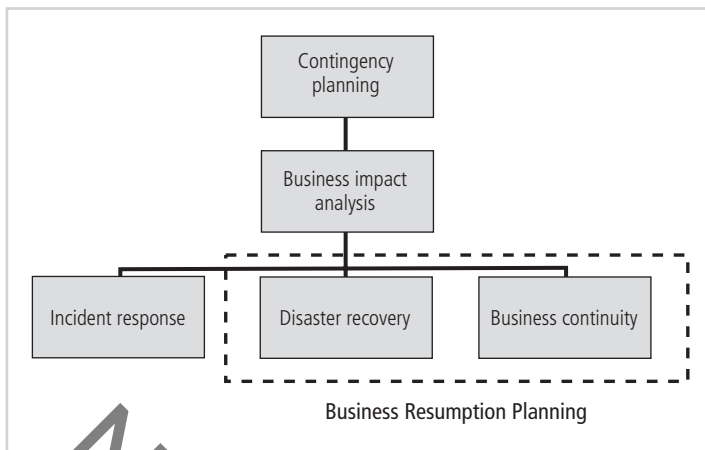 Contingency
planning
Business impact
analysis
Incident response
Disaster recovery
Business continuity
Business Resumption Planning